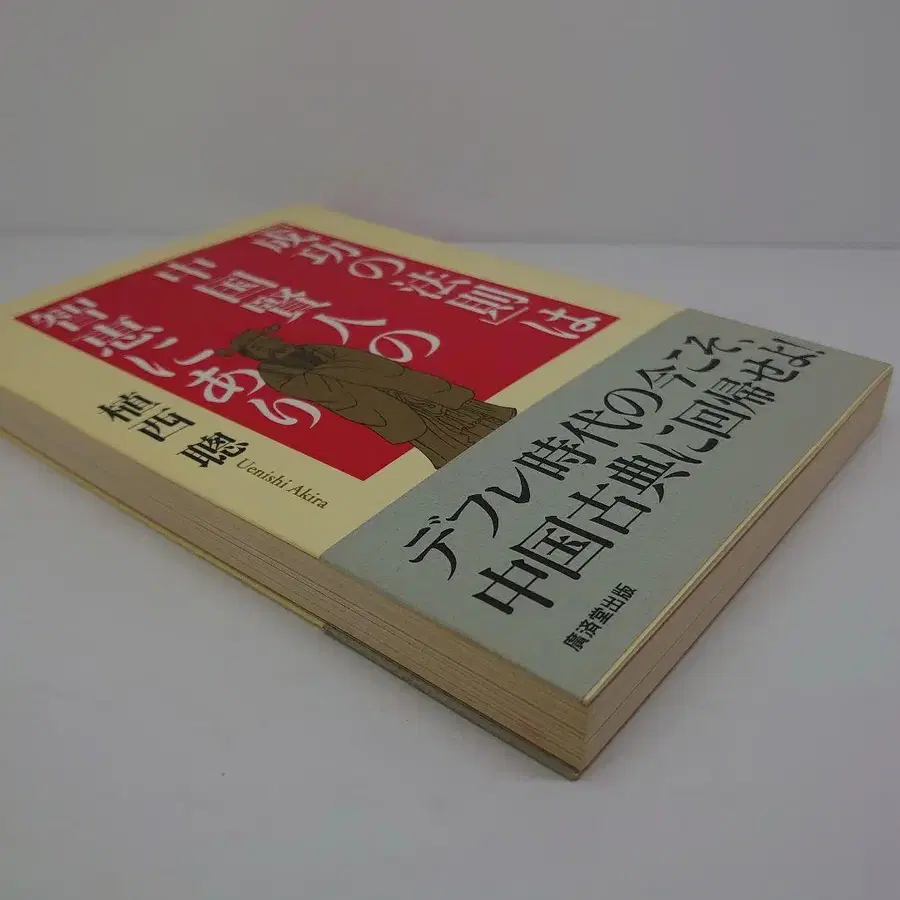 「成功の法則」は
中国賢人の
智恵にあり
植西 聰
Uenishi Akira
デフレ時代の今こそ、
中国古典に回帰せよ!
廣済堂出版